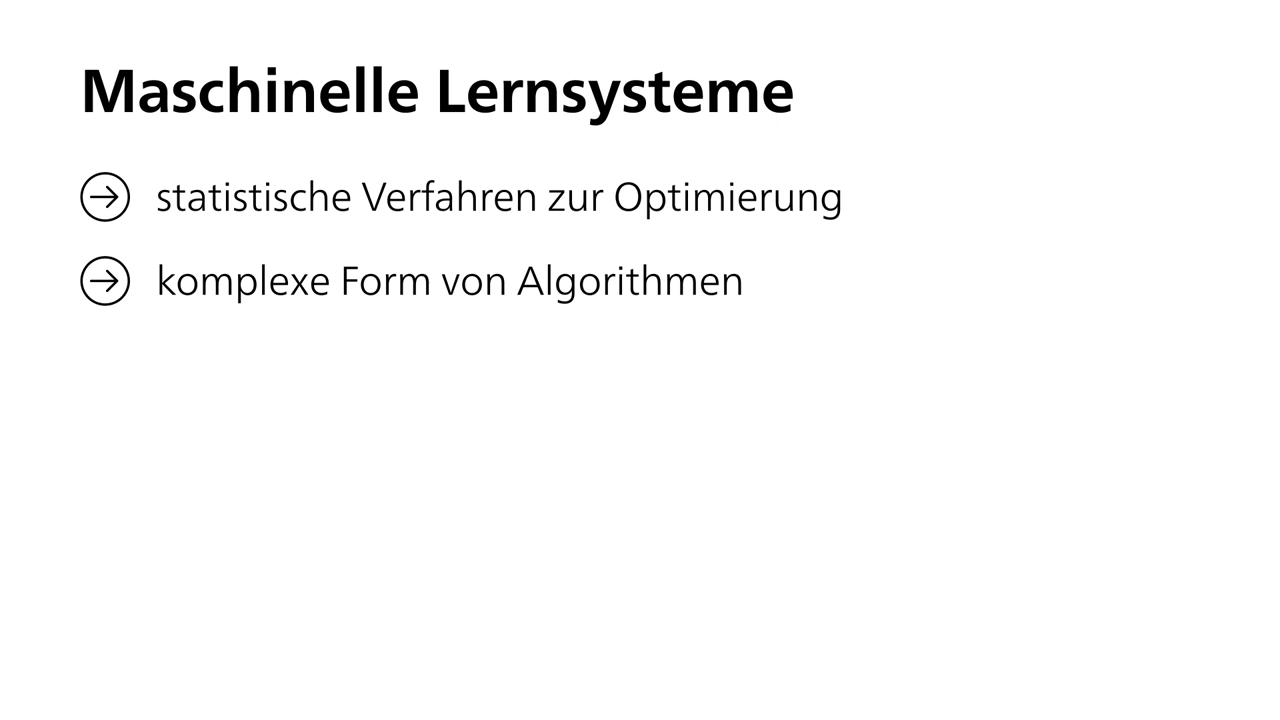 Maschinelle Lernsysteme
statistische Verfahren zur Optimierung
komplexe Form von Algorithmen